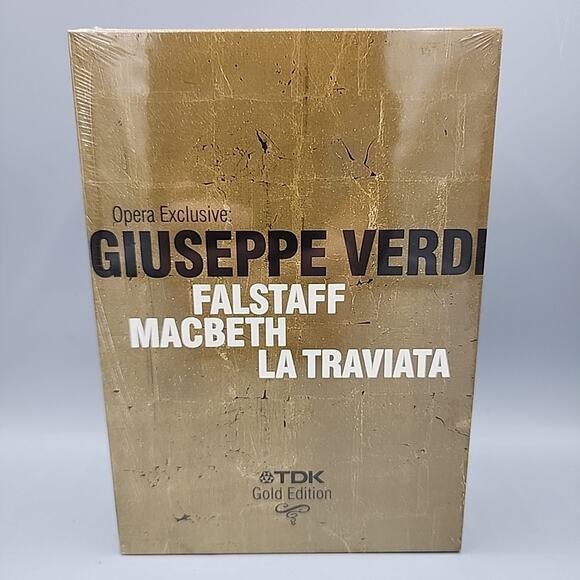 Opera Exclusive:
GIUSEPPE VERDI
FALSTAFF
MACBETH
LA TRAVIATA
TDK
Gold Edition